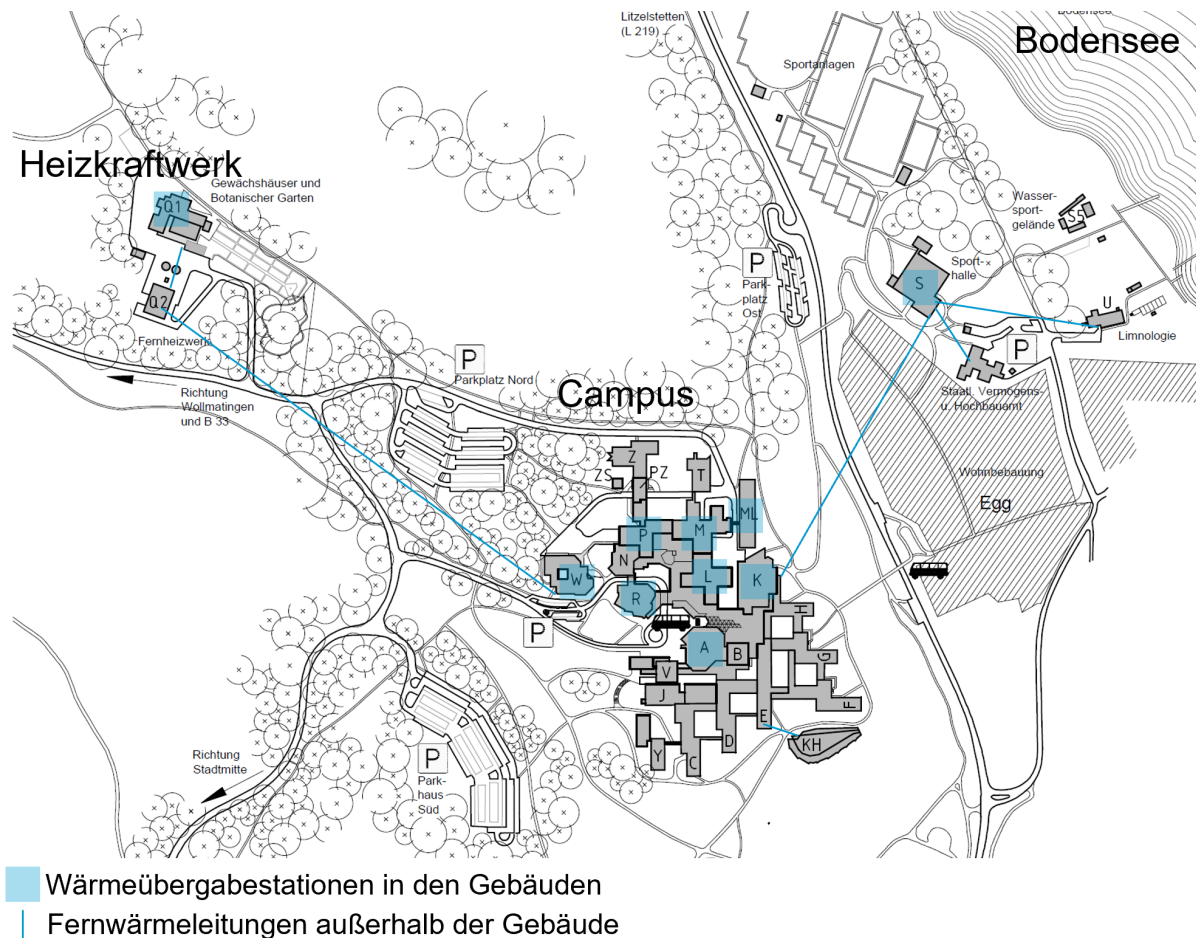 Litzelstetten
(L 219)
Bodensee
Bodensee
Sportanlagen
Heizkraftwerk
Gewächshäuser und
Botanischer Garten
Q1
Wasser-
sport-
gelände
S5
P
Park-
platz
Ost
Sport-
halle
S
U
Q2
Limnologie
Fernheizwerk
P
P
Parkplatz Nord
Richtung
Wollmatingen
und B 33
Campus
Staatl. Vermögens-
u. Hochbauamt
Z
ZS
PZ
T
Wohnbebauung
Egg
ML
P
M
N
W
L
K
R
P
H
A
B
G
V
J
F
E
KH
D
Y
C
Richtung
Stadtmitte
P
Park-
haus
Süd
Wärmeübergabestationen in den Gebäuden
Fernwärmeleitungen außerhalb der Gebäude